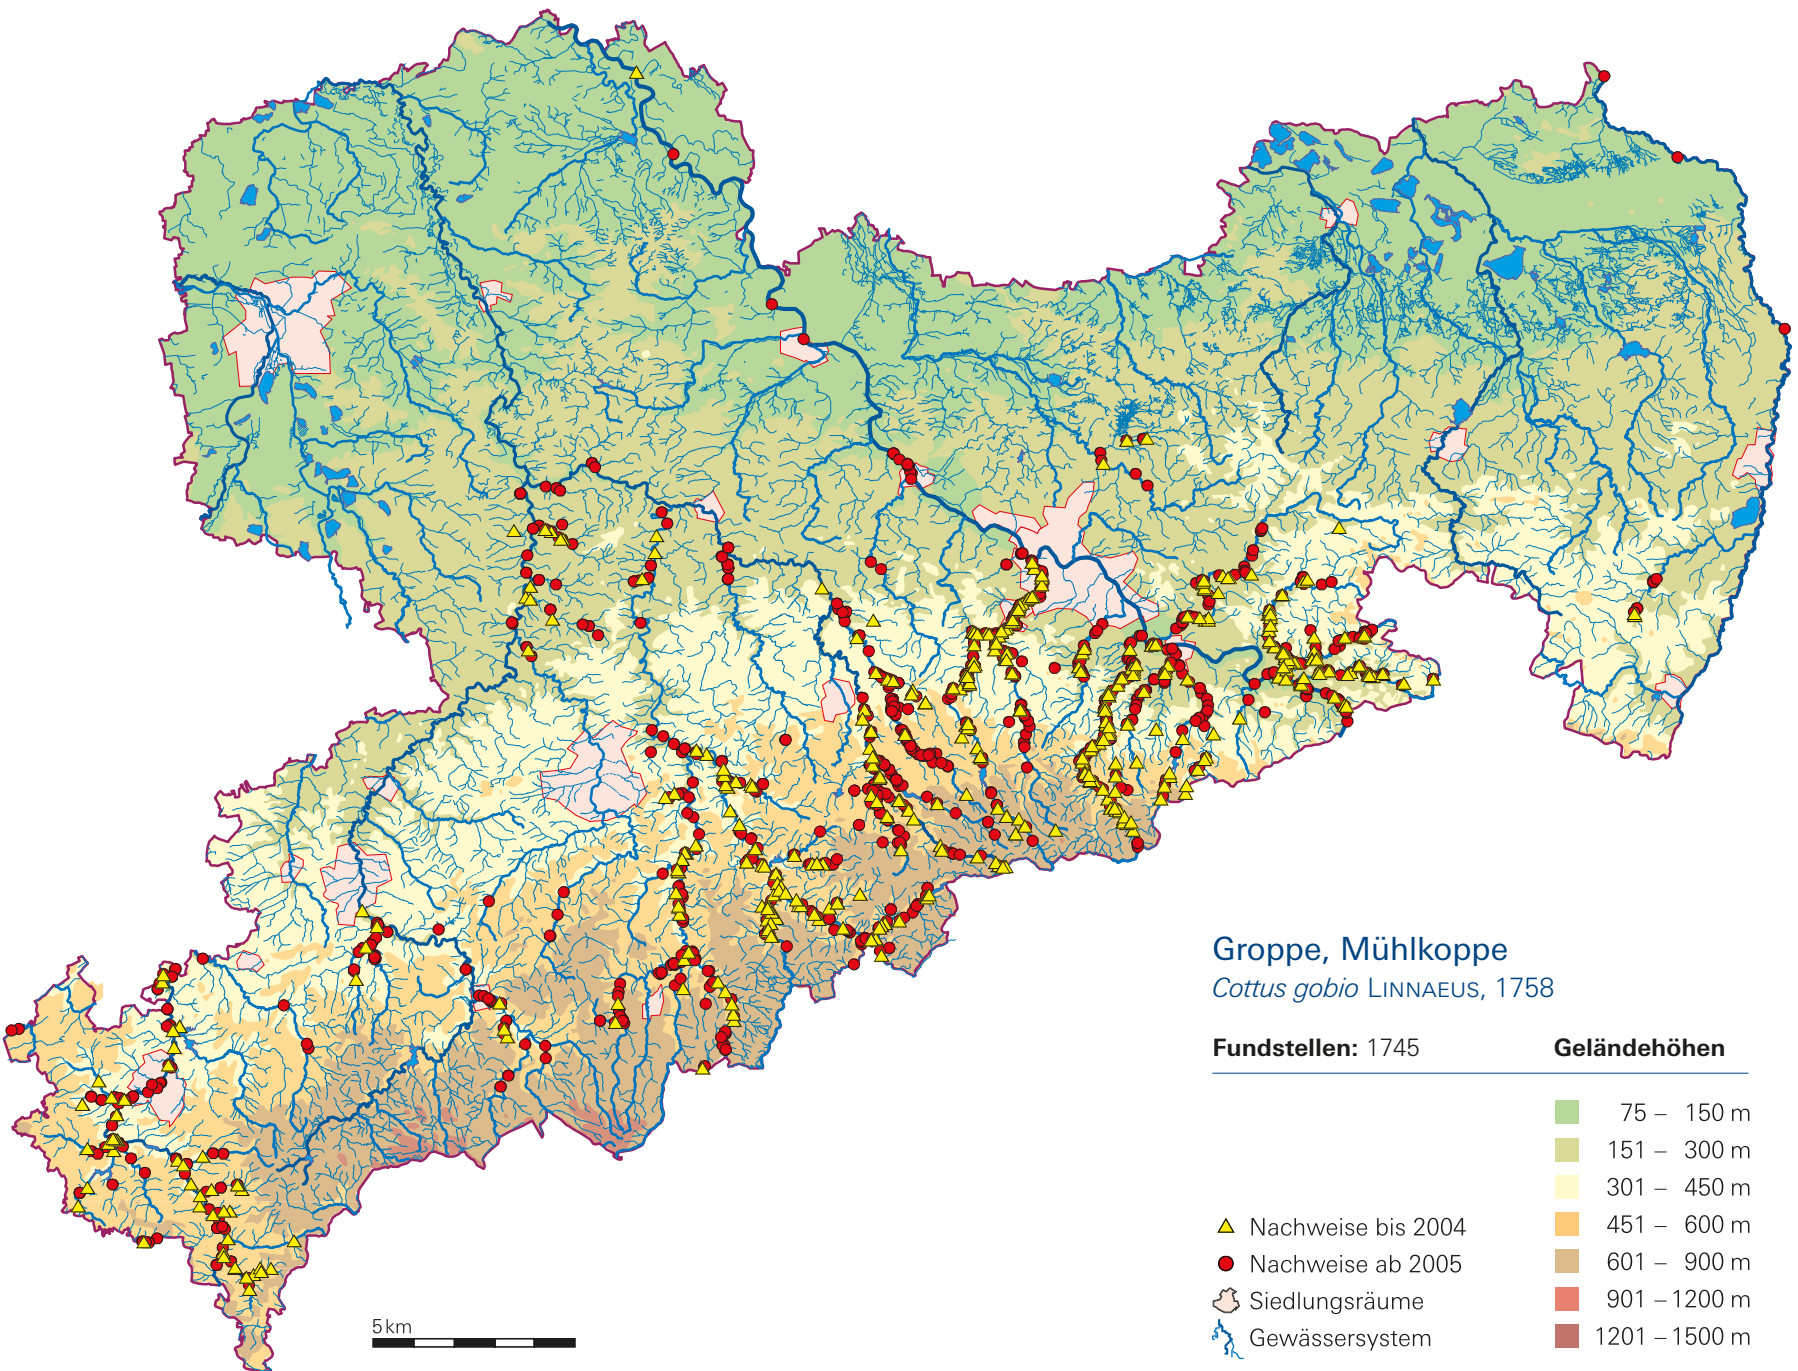 Groppe, Mühlkoppe
Cottus gobio LINNAEUS, 1758
Fundstellen: 1745
Geländehöhen
75 – 150 m
151 – 300 m
301 – 450 m
451 – 600 m
601 – 900 m
901 – 1200 m
1201 – 1500 m
Nachweise bis 2004
Nachweise ab 2005
Siedlungsräume
Gewässersystem
5 km